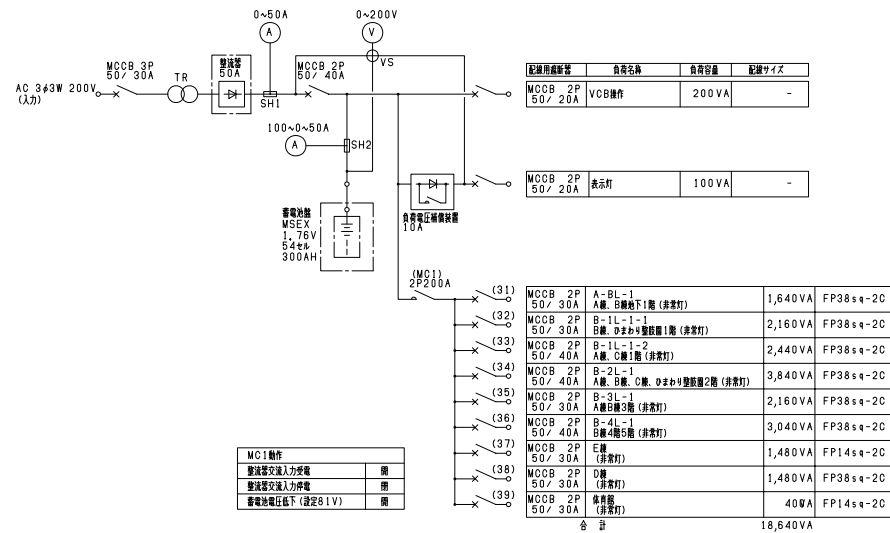 0~50A
A
0~200V
V
VS
MCCB 3P
50/ 30A
TR
整流器
50A
MCCB 2P
50/ 40A
AC 3φ3W 200V
(入力)
SH1
100~0~50A
A
SH2
蓄電池盤
MSEX
1.76V
54セル
300AH
負荷電圧補償装置
10A
(MC1)
2P200A
配線用遮断器 負荷名称 負荷容量 配線サイズ
MCCB 2P
50/ 20A VCB操作 200VA -
MCCB 2P
50/ 20A 表示灯 100VA -
(31) MCCB 2P A-BL-1
50/ 30A A棟、B棟地下1階(非常灯) 1,640VA FP38sq-2C
(32) MCCB 2P B-1L-1-1
50/ 30A B棟、ひまわり整肢園1階(非常灯) 2,160VA FP38sq-2C
(33) MCCB 2P B-1L-1-2
50/ 40A A棟、C棟1階(非常灯) 2,440VA FP38sq-2C
(34) MCCB 2P B-2L-1
50/ 40A A棟、B棟、C棟、ひまわり整肢園2階(非常灯) 3,840VA FP38sq-2C
(35) MCCB 2P B-3L-1
50/ 30A A棟B棟3階(非常灯) 2,160VA FP38sq-2C
(36) MCCB 2P B-4L-1
50/ 40A B棟4階5階(非常灯) 3,040VA FP38sq-2C
(37) MCCB 2P E棟
50/ 30A (非常灯) 1,480VA FP14sq-2C
(38) MCCB 2P D棟
50/ 30A (非常灯) 1,480VA FP38sq-2C
(39) MCCB 2P 体育館
50/ 30A (非常灯) 400VA FP14sq-2C
合 計 18,640VA
MC1動作
整流器交流入力受電 開
整流器交流入力停電 閉
蓄電池電圧低下(設定81V) 開